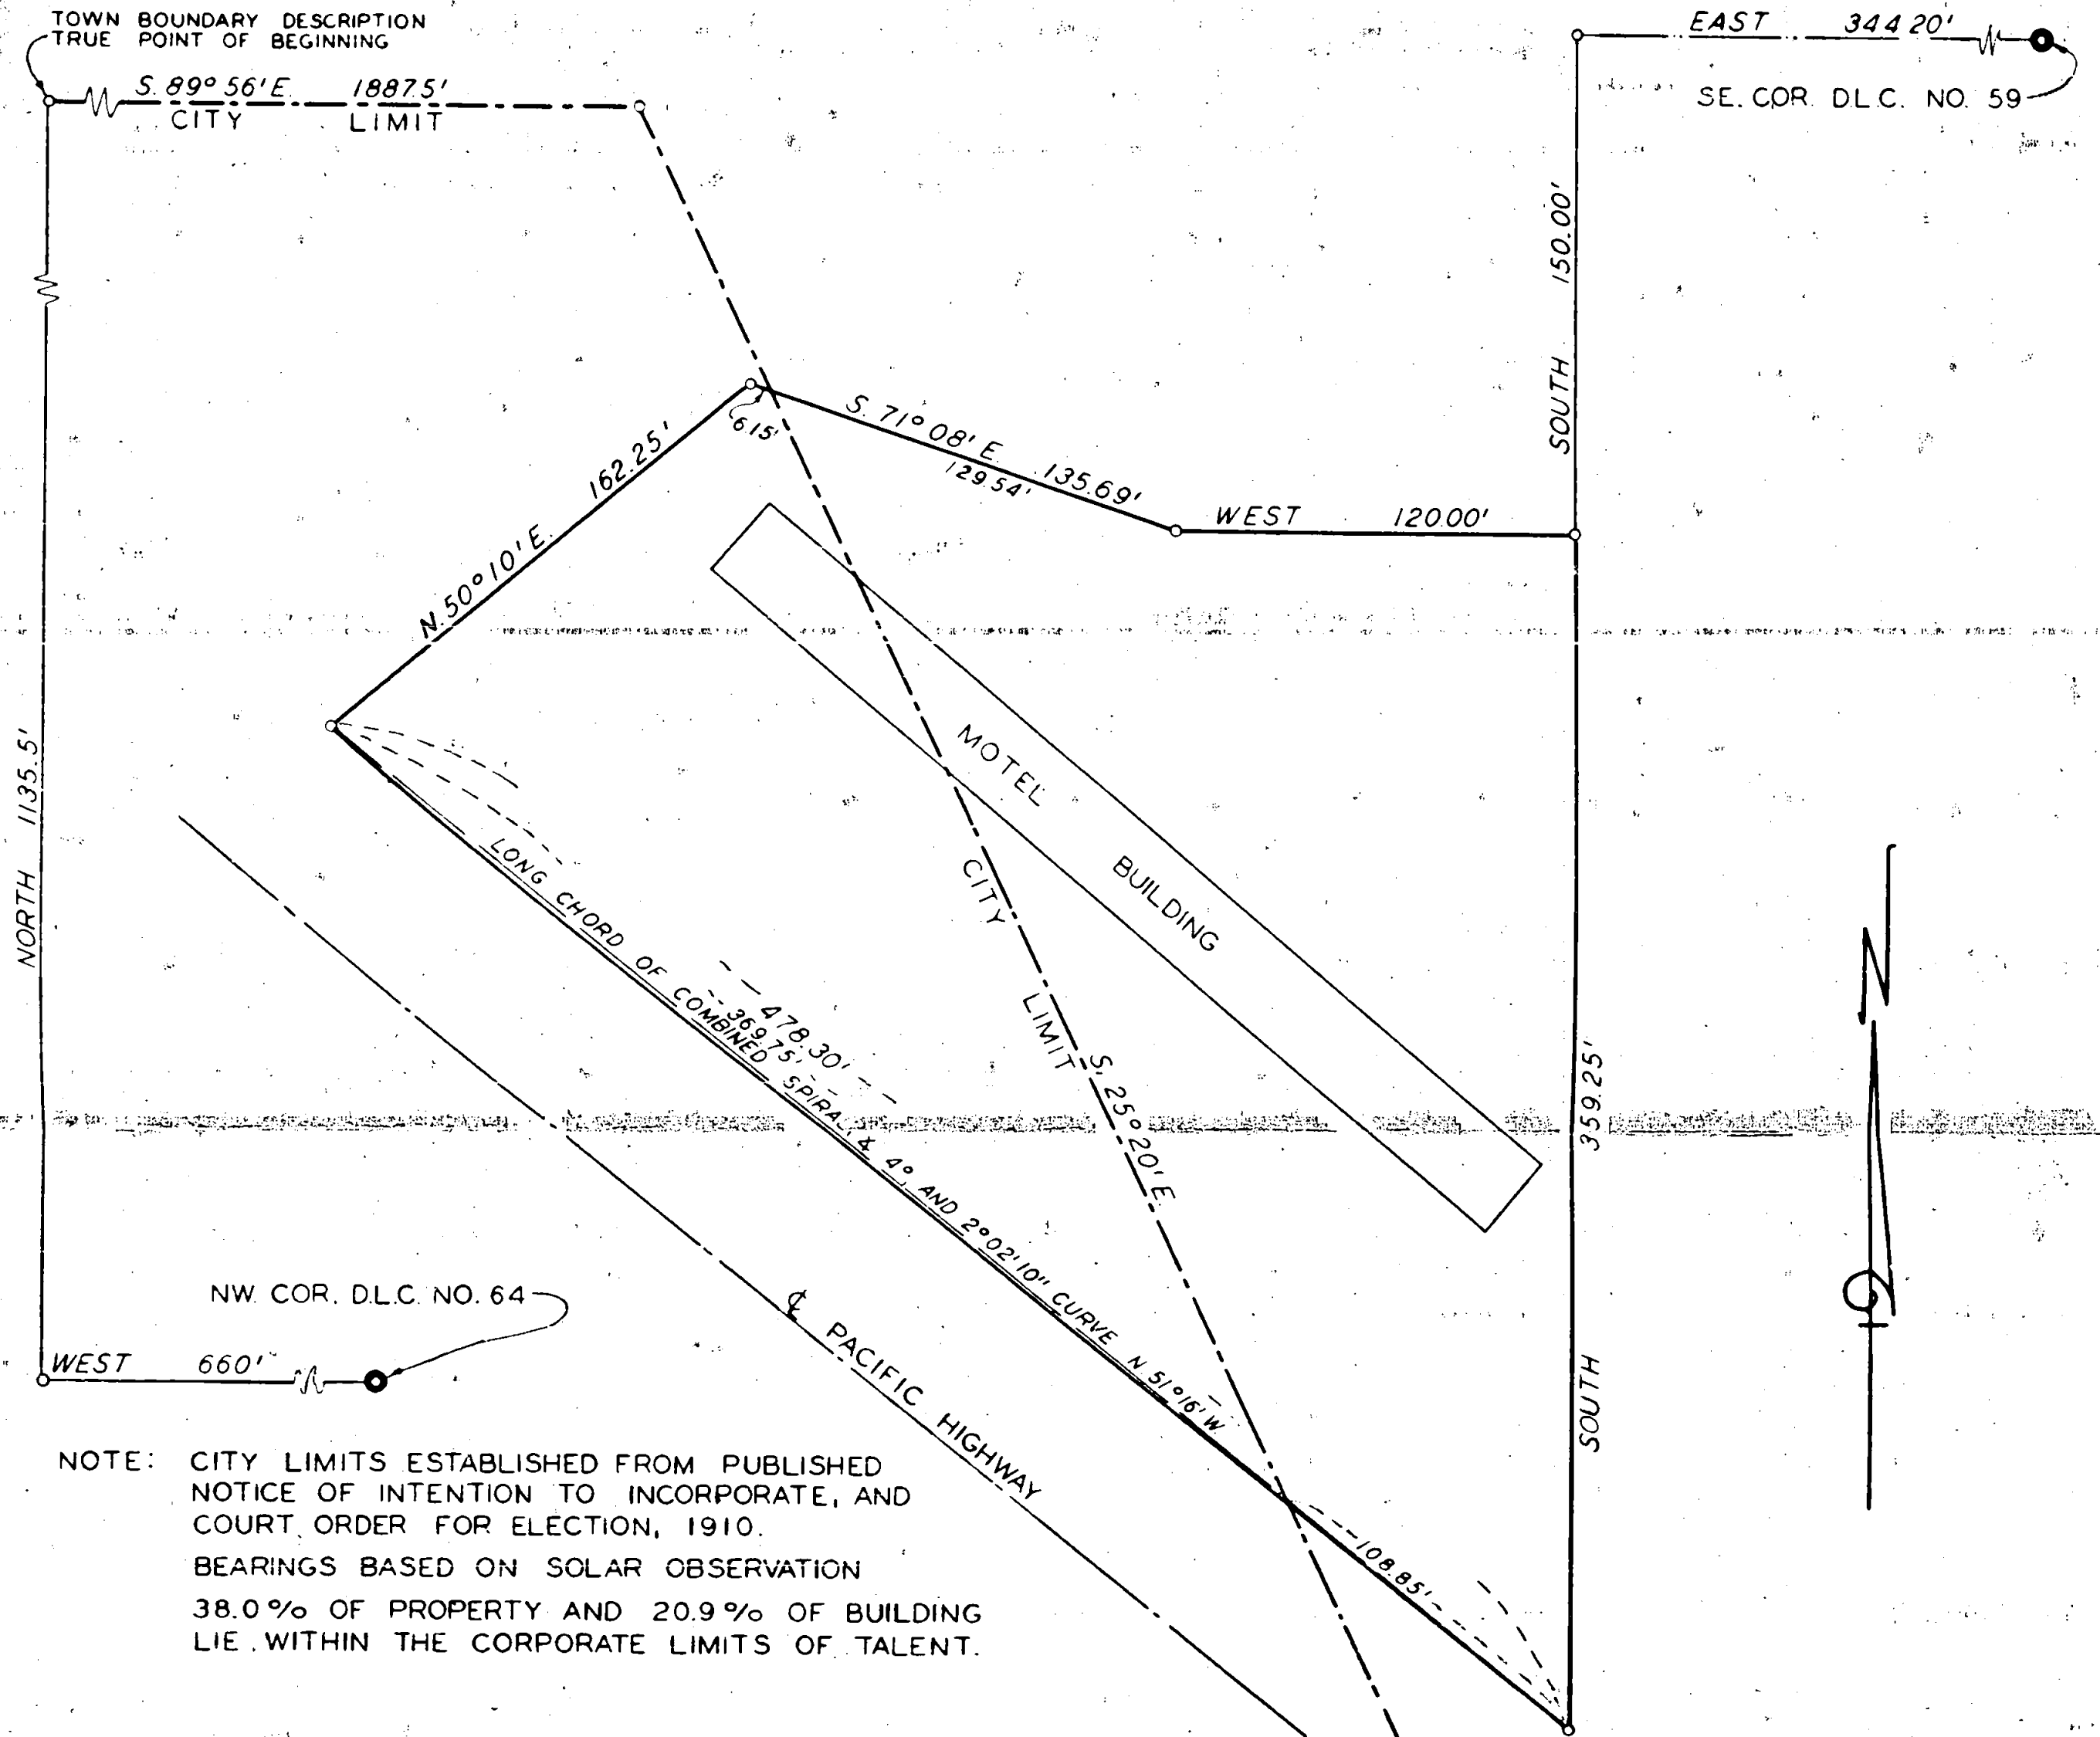 TOWN BOUNDARY DESCRIPTION
TRUE POINT OF BEGINNING
EAST 344 20'
SE. COR. D.L.C. NO. 59
S. 89° 56' E. 1887.5'
CITY LIMIT
SOUTH 150.00'
6.15'
S. 71° 08' E. 135.69'
129.54'
WEST 120.00'
N. 50° 10' E. 162.25'
NORTH 1135.5'
MOTEL BUILDING
CITY LIMIT S. 25° 20' E.
478.30'
369.75'
LONG CHORD OF COMBINED SPIRAL, & 4°, AND 2° 02' 10" CURVE N. 51° 16' W.
108.85'
SOUTH 359.25'
N
NW. COR. D.L.C. NO. 64
WEST 660'
℄ PACIFIC HIGHWAY
NOTE: CITY LIMITS ESTABLISHED FROM PUBLISHED
NOTICE OF INTENTION TO INCORPORATE, AND
COURT ORDER FOR ELECTION, 1910.
BEARINGS BASED ON SOLAR OBSERVATION
38.0 % OF PROPERTY AND 20.9 % OF BUILDING
LIE WITHIN THE CORPORATE LIMITS OF TALENT.